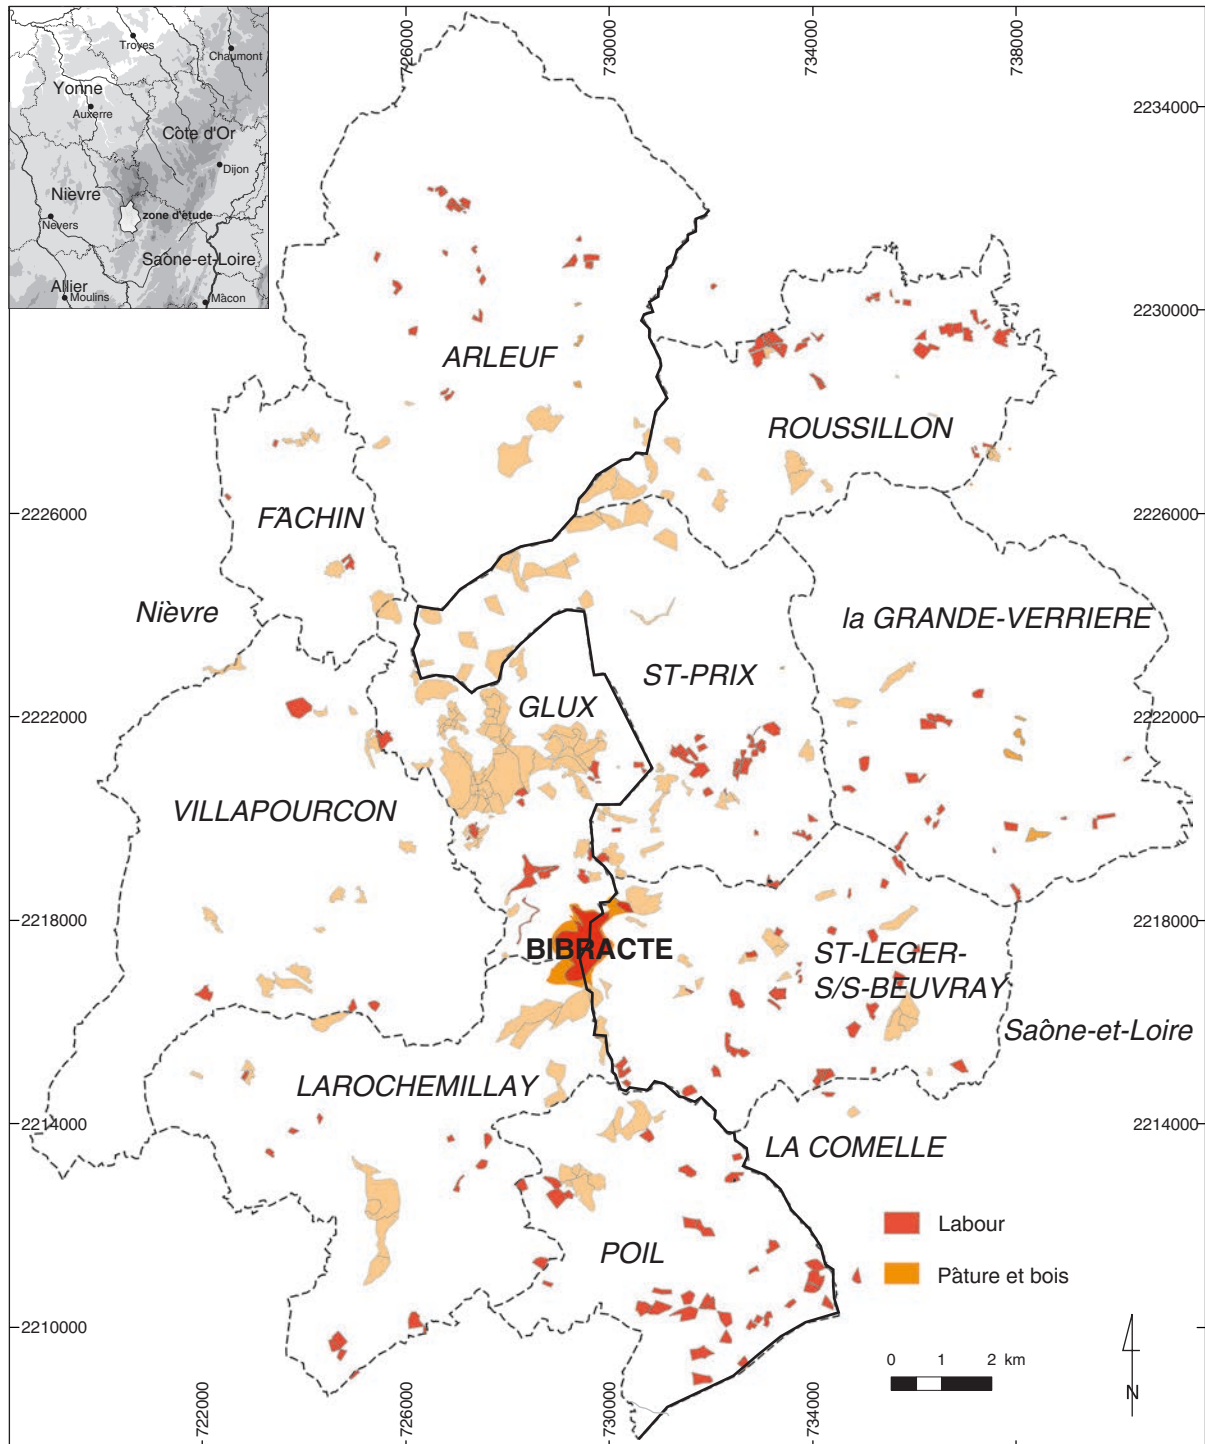 726000
730000
734000
738000
Troyes
Chaumont
Yonne
Auxerre
Côte d'Or
Dijon
Nièvre
zone d'étude
Nevers
Saône-et-Loire
Allier
Moulins
Mâcon
2234000
2230000
ARLEUF
ROUSSILLON
2226000
FÂCHIN
2226000
Nièvre
la GRANDE-VERRIERE
ST-PRIX
GLUX
2222000
2222000
VILLAPOURCON
2218000
2218000
BIBRACTE
ST-LEGER-
S/S-BEUVRAY
Saône-et-Loire
LAROCHEMILLAY
2214000
2214000
LA COMELLE
Labour
POIL
Pâture et bois
2210000
0 1 2 km
N
722000
726000
730000
734000